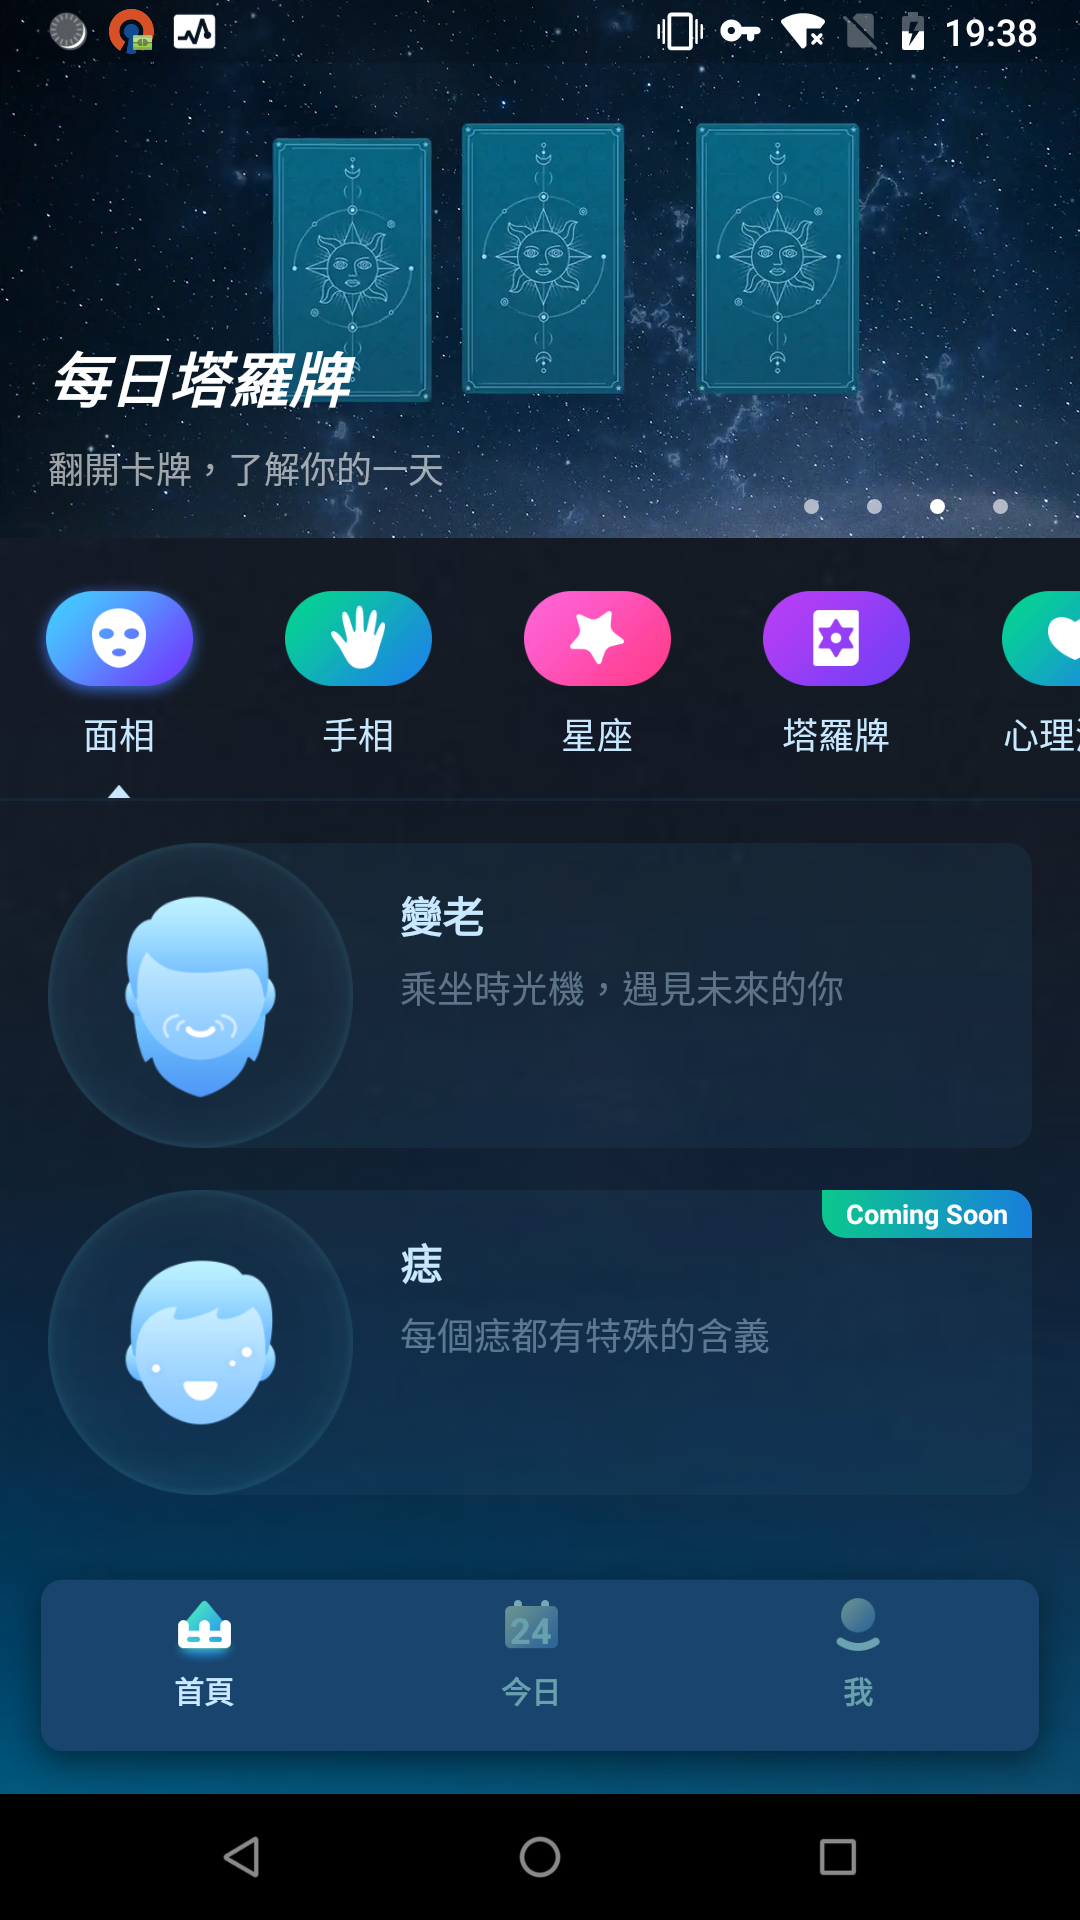 19:38
每日塔羅牌
翻開卡牌，了解你的一天
面相
手相
星座
塔羅牌
心理
變老
乘坐時光機，遇見未來的你
Coming Soon
痣
每個痣都有特殊的含義
24
首頁
今日
我